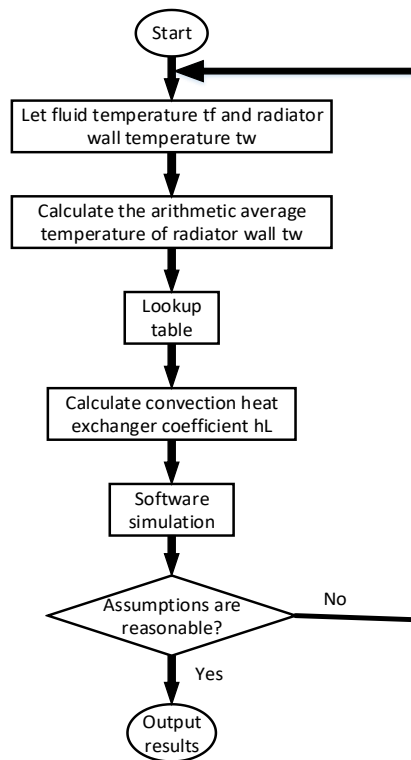 Start
Let fluid temperature tf and radiator
wall temperature tw
Calculate the arithmetic average
temperature of radiator wall tw
Lookup
table
Calculate convection heat
exchanger coefficient hL
Software
simulation
Assumptions are
reasonable?
No
Yes
Output
results